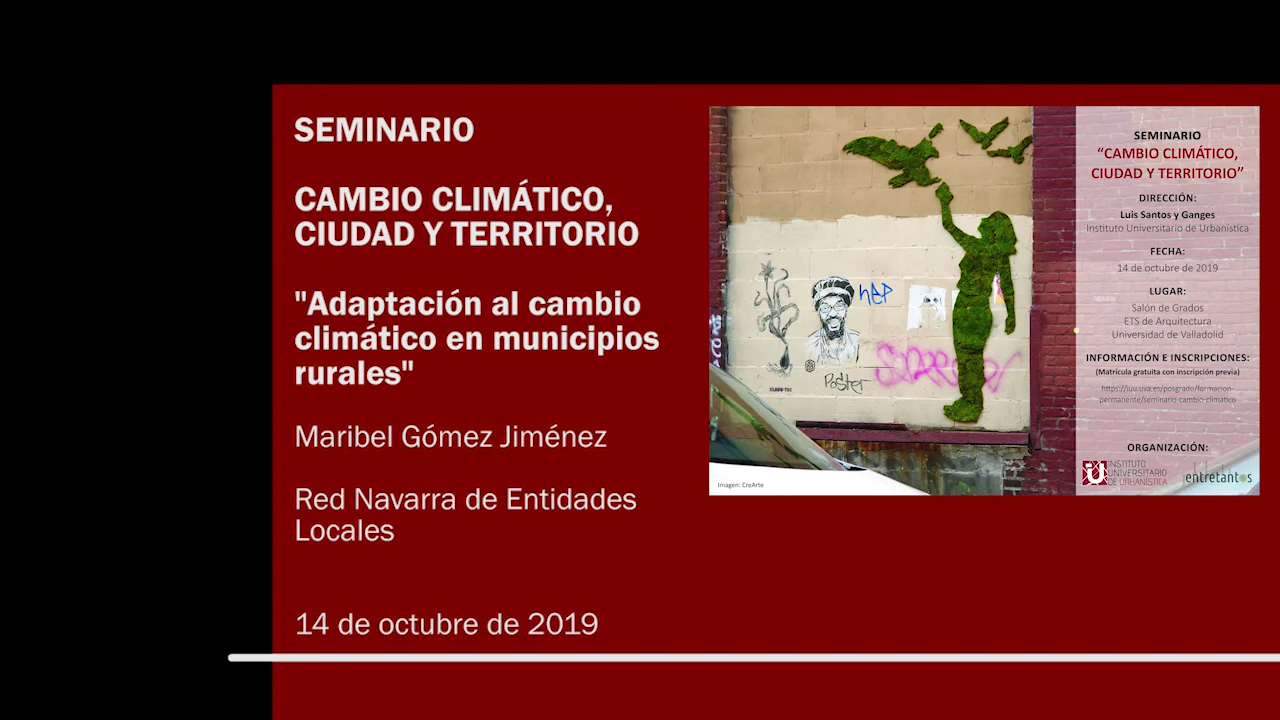 SEMINARIO
CAMBIO CLIMÁTICO,
CIUDAD Y TERRITORIO
"Adaptación al cambio
climático en municipios
rurales"
Maribel Gómez Jiménez
Red Navarra de Entidades
Locales
14 de octubre de 2019
hEP
Poster
Imagen: CreArte
SEMINARIO
“CAMBIO CLIMÁTICO,
CIUDAD Y TERRITORIO”
DIRECCIÓN:
Luis Santos y Ganges
Instituto Universitario de Urbanística
FECHA:
14 de octubre de 2019
LUGAR:
Salón de Grados
ETS de Arquitectura
Universidad de Valladolid
INFORMACIÓN E INSCRIPCIONES:
(Matrícula gratuita con inscripción previa)
https://iuu.uva.es/posgrado/formacion-
permanente/seminario-cambio-climatico
ORGANIZACIÓN:
INSTITUTO
UNIVERSITARIO
DE URBANÍSTICA
entretantos